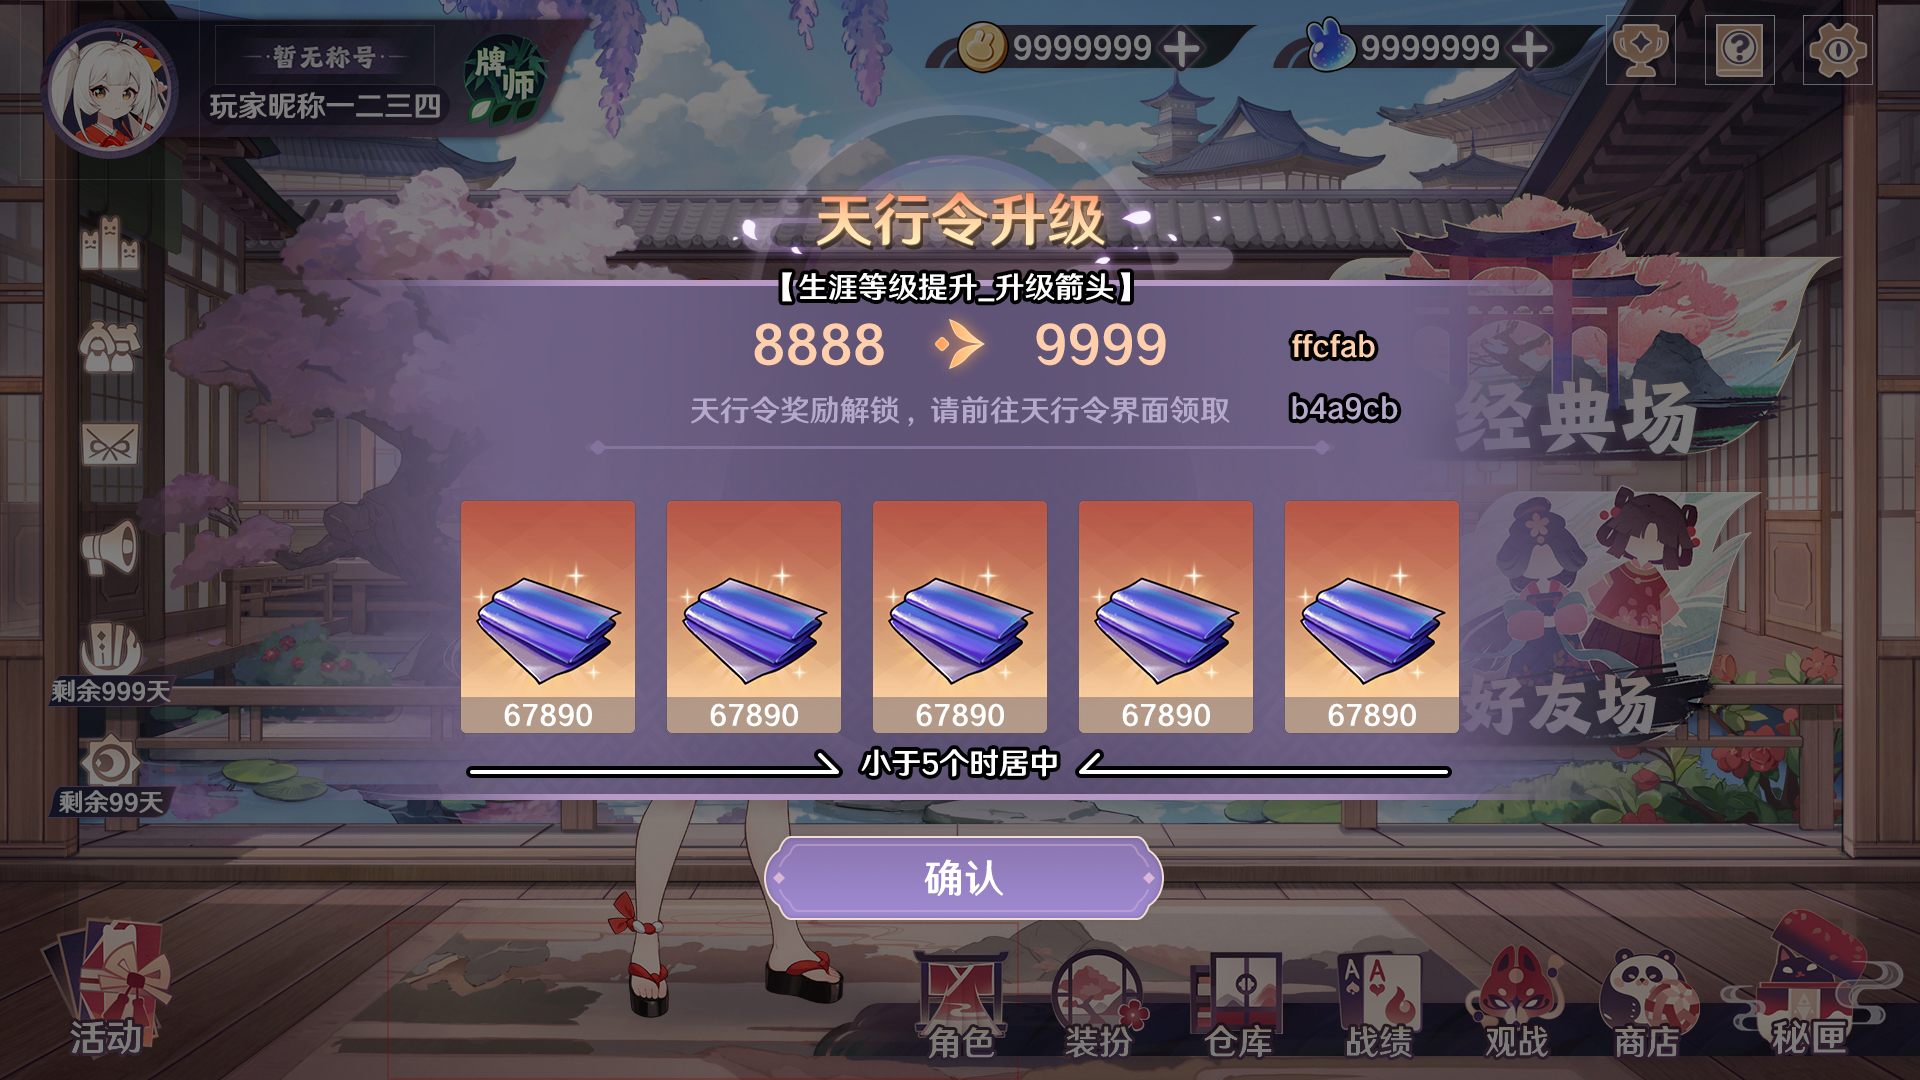 暂无称号
玩家昵称一二三四
牌师
9999999
9999999
天行令升级
【生涯等级提升_升级箭头】
8888
9999
ffcfab
天行令奖励解锁，请前往天行令界面领取
b4a9cb
经典场
好友场
剩余999天
剩余99天
67890
67890
67890
67890
67890
小于5个时居中
确认
活动
角色
装扮
仓库
A
A
战绩
观战
商店
秘匣